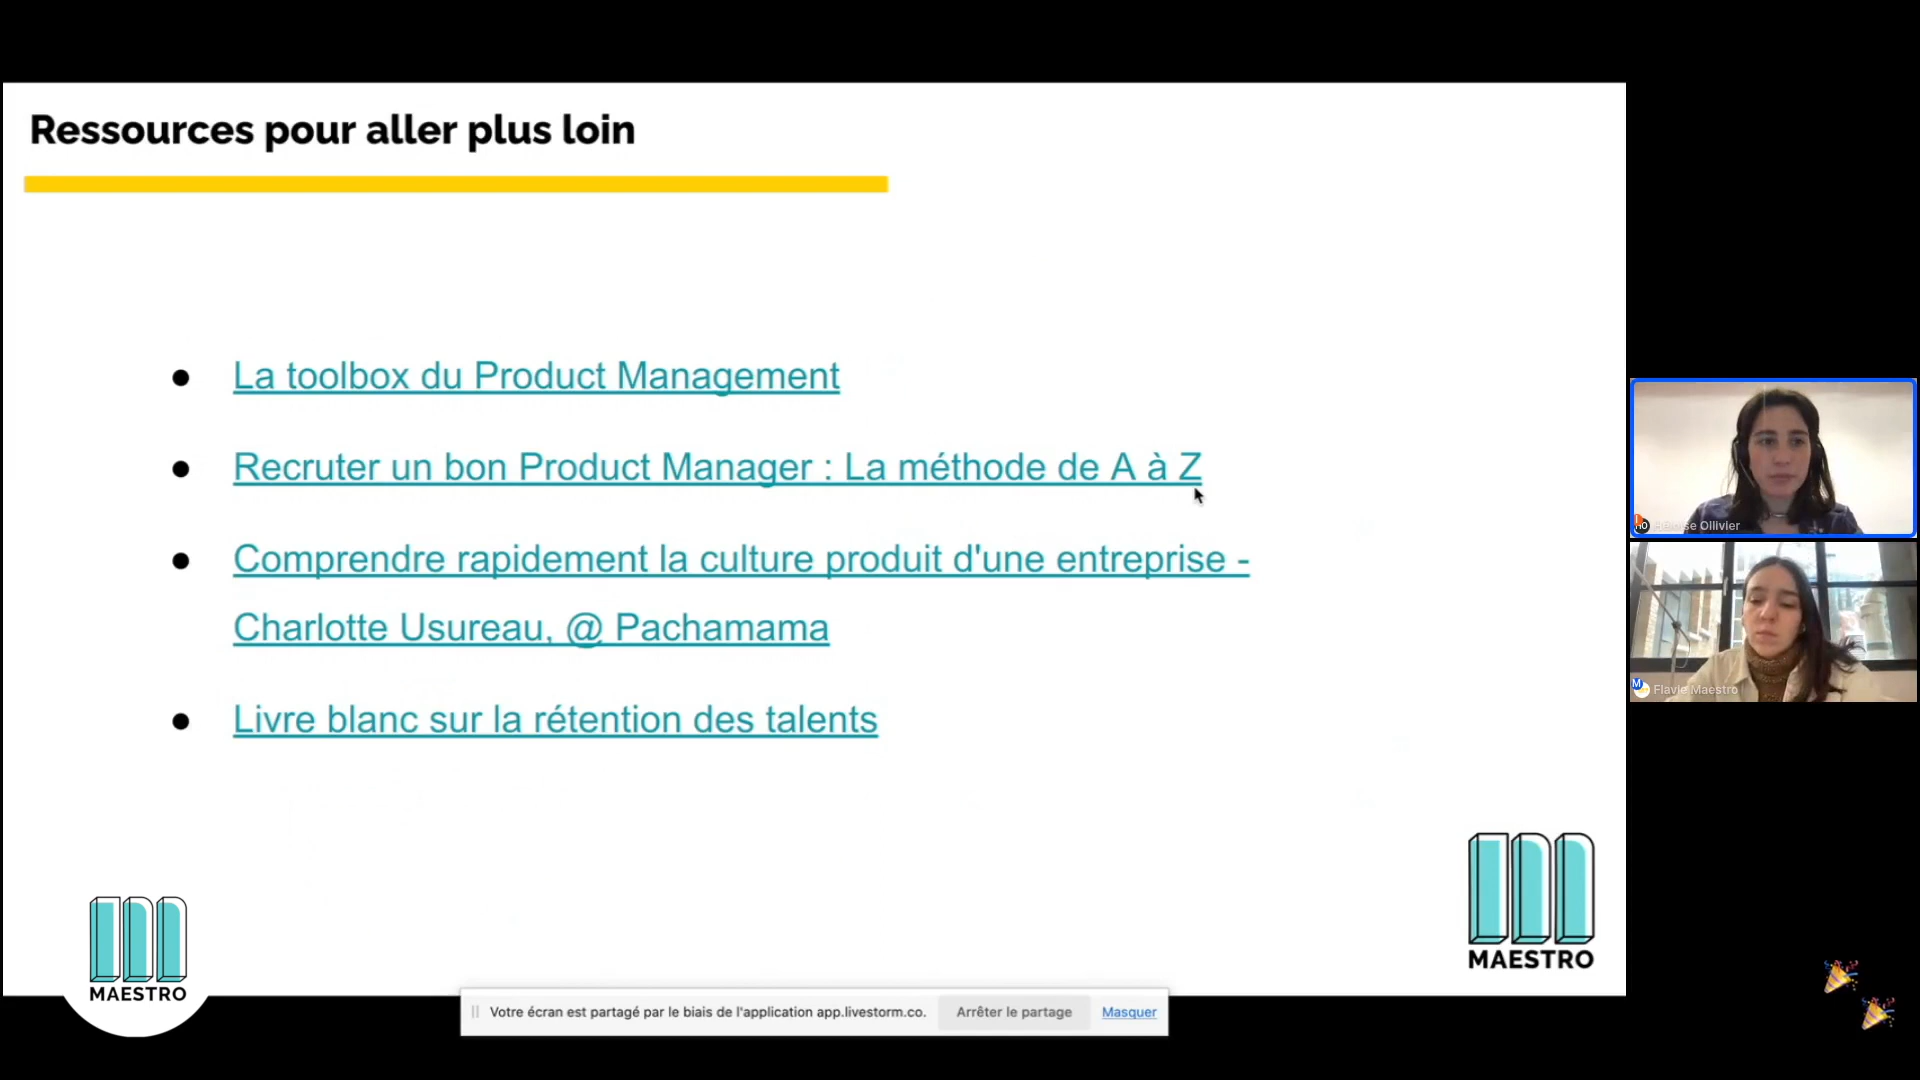 Ressources pour aller plus loin
La toolbox du Product Management
Recruter un bon Product Manager : La méthode de A à Z
Comprendre rapidement la culture produit d'une entreprise -
Charlotte Usureau, @ Pachamama
Livre blanc sur la rétention des talents
MAESTRO
MAESTRO
Votre écran est partagé par le biais de l'application app.livestorm.co.
Arrêter le partage
Masquer
HO
Ollivier
M
Flavie Maestro